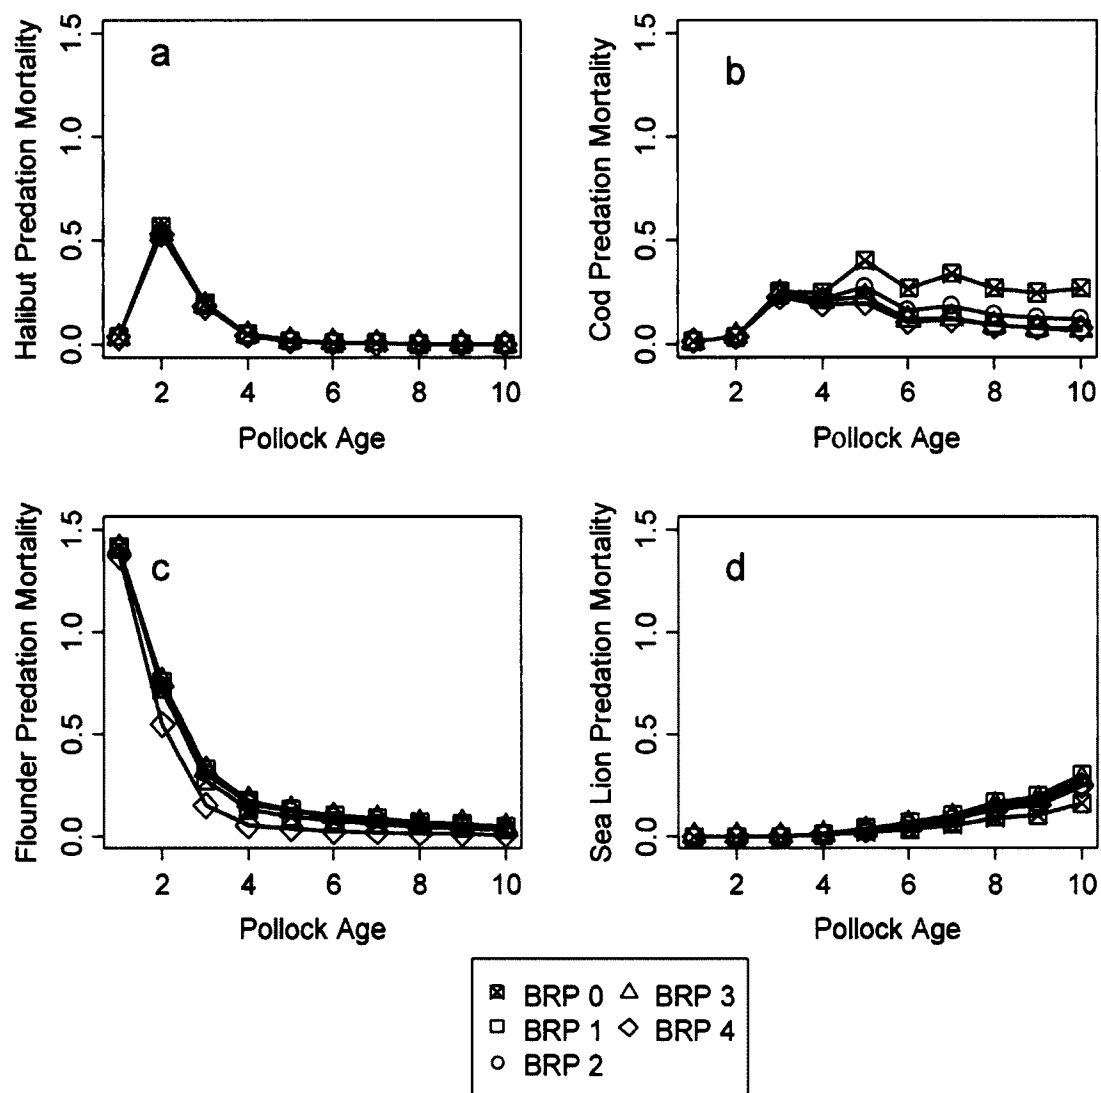 a
Halibut Predation Mortality
0.0 0.5 1.0 1.5
2 4 6 8 10
Pollock Age
b
Cod Predation Mortality
0.0 0.5 1.0 1.5
2 4 6 8 10
Pollock Age
c
Flounder Predation Mortality
0.0 0.5 1.0 1.5
2 4 6 8 10
Pollock Age
d
Sea Lion Predation Mortality
0.0 0.5 1.0 1.5
2 4 6 8 10
Pollock Age
BRP 0 BRP 3
BRP 1 BRP 4
BRP 2